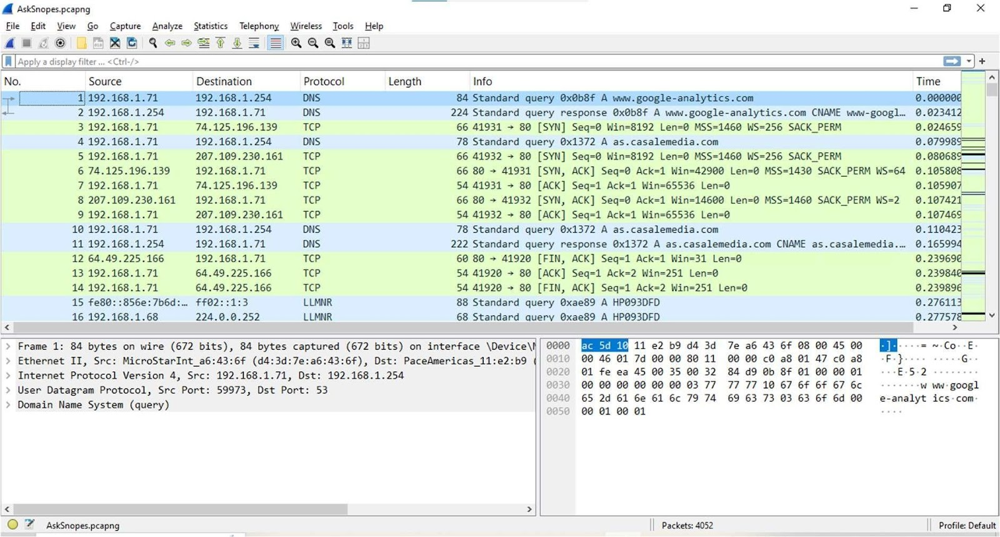 AskSnopes.pcapng
File Edit View Go Capture Analyze Statistics Telephony Wireless Tools Help
Apply a display filter ... <Ctrl-/>
No. Source Destination Protocol Length Info Time
1 192.168.1.71 192.168.1.254 DNS 84 Standard query 0x0b8f A www.google-analytics.com 0.000000
2 192.168.1.254 192.168.1.71 DNS 224 Standard query response 0x0b8f A www.google-analytics.com CNAME www-googl… 0.023412
3 192.168.1.71 74.125.196.139 TCP 66 41931 → 80 [SYN] Seq=0 Win=8192 Len=0 MSS=1460 WS=256 SACK_PERM 0.024659
4 192.168.1.71 192.168.1.254 DNS 78 Standard query 0x1372 A as.casalemedia.com 0.079989
5 192.168.1.71 207.109.230.161 TCP 66 41932 → 80 [SYN] Seq=0 Win=8192 Len=0 MSS=1460 WS=256 SACK_PERM 0.080689
6 74.125.196.139 192.168.1.71 TCP 66 80 → 41931 [SYN, ACK] Seq=0 Ack=1 Win=42900 Len=0 MSS=1430 SACK_PERM WS=64 0.105808
7 192.168.1.71 74.125.196.139 TCP 54 41931 → 80 [ACK] Seq=1 Ack=1 Win=65536 Len=0 0.105907
8 207.109.230.161 192.168.1.71 TCP 66 80 → 41932 [SYN, ACK] Seq=0 Ack=1 Win=14600 Len=0 MSS=1460 SACK_PERM WS=2 0.107421
9 192.168.1.71 207.109.230.161 TCP 54 41932 → 80 [ACK] Seq=1 Ack=1 Win=65536 Len=0 0.107469
10 192.168.1.71 192.168.1.254 DNS 78 Standard query 0x1372 A as.casalemedia.com 0.110423
11 192.168.1.254 192.168.1.71 DNS 222 Standard query response 0x1372 A as.casalemedia.com CNAME as.casalemedia.… 0.165994
12 64.49.225.166 192.168.1.71 TCP 60 80 → 41920 [FIN, ACK] Seq=1 Ack=1 Win=31 Len=0 0.239690
13 192.168.1.71 64.49.225.166 TCP 54 41920 → 80 [ACK] Seq=1 Ack=2 Win=251 Len=0 0.239840
14 192.168.1.71 64.49.225.166 TCP 54 41920 → 80 [FIN, ACK] Seq=1 Ack=2 Win=251 Len=0 0.239896
15 fe80::856e:7b6d:… ff02::1:3 LLMNR 88 Standard query 0xae89 A HP093DFD 0.276113
16 192.168.1.68 224.0.0.252 LLMNR 68 Standard query 0xae89 A HP093DFD 0.277578
Frame 1: 84 bytes on wire (672 bits), 84 bytes captured (672 bits) on interface \Device\
Ethernet II, Src: MicroStarInt_a6:43:6f (d4:3d:7e:a6:43:6f), Dst: PaceAmericas_11:e2:b9 (
Internet Protocol Version 4, Src: 192.168.1.71, Dst: 192.168.1.254
User Datagram Protocol, Src Port: 59973, Dst Port: 53
Domain Name System (query)
0000 ac 5d 10 11 e2 b9 d4 3d 7e a6 43 6f 08 00 45 00 ·]·····= ~·Co··E·
0010 00 46 01 7d 00 00 80 11 00 00 c0 a8 01 47 c0 a8 ·F·}···· ·····G··
0020 01 fe ea 45 00 35 00 32 84 d9 0b 8f 01 00 00 01 ···E·5·2 ········
0030 00 00 00 00 00 00 03 77 77 77 10 67 6f 6f 67 6c ·······w ww·googl
0040 65 2d 61 6e 61 6c 79 74 69 63 73 03 63 6f 6d 00 e-analyt ics·com·
0050 00 01 00 01 ····
AskSnopes.pcapng Packets: 4052 Profile: Default